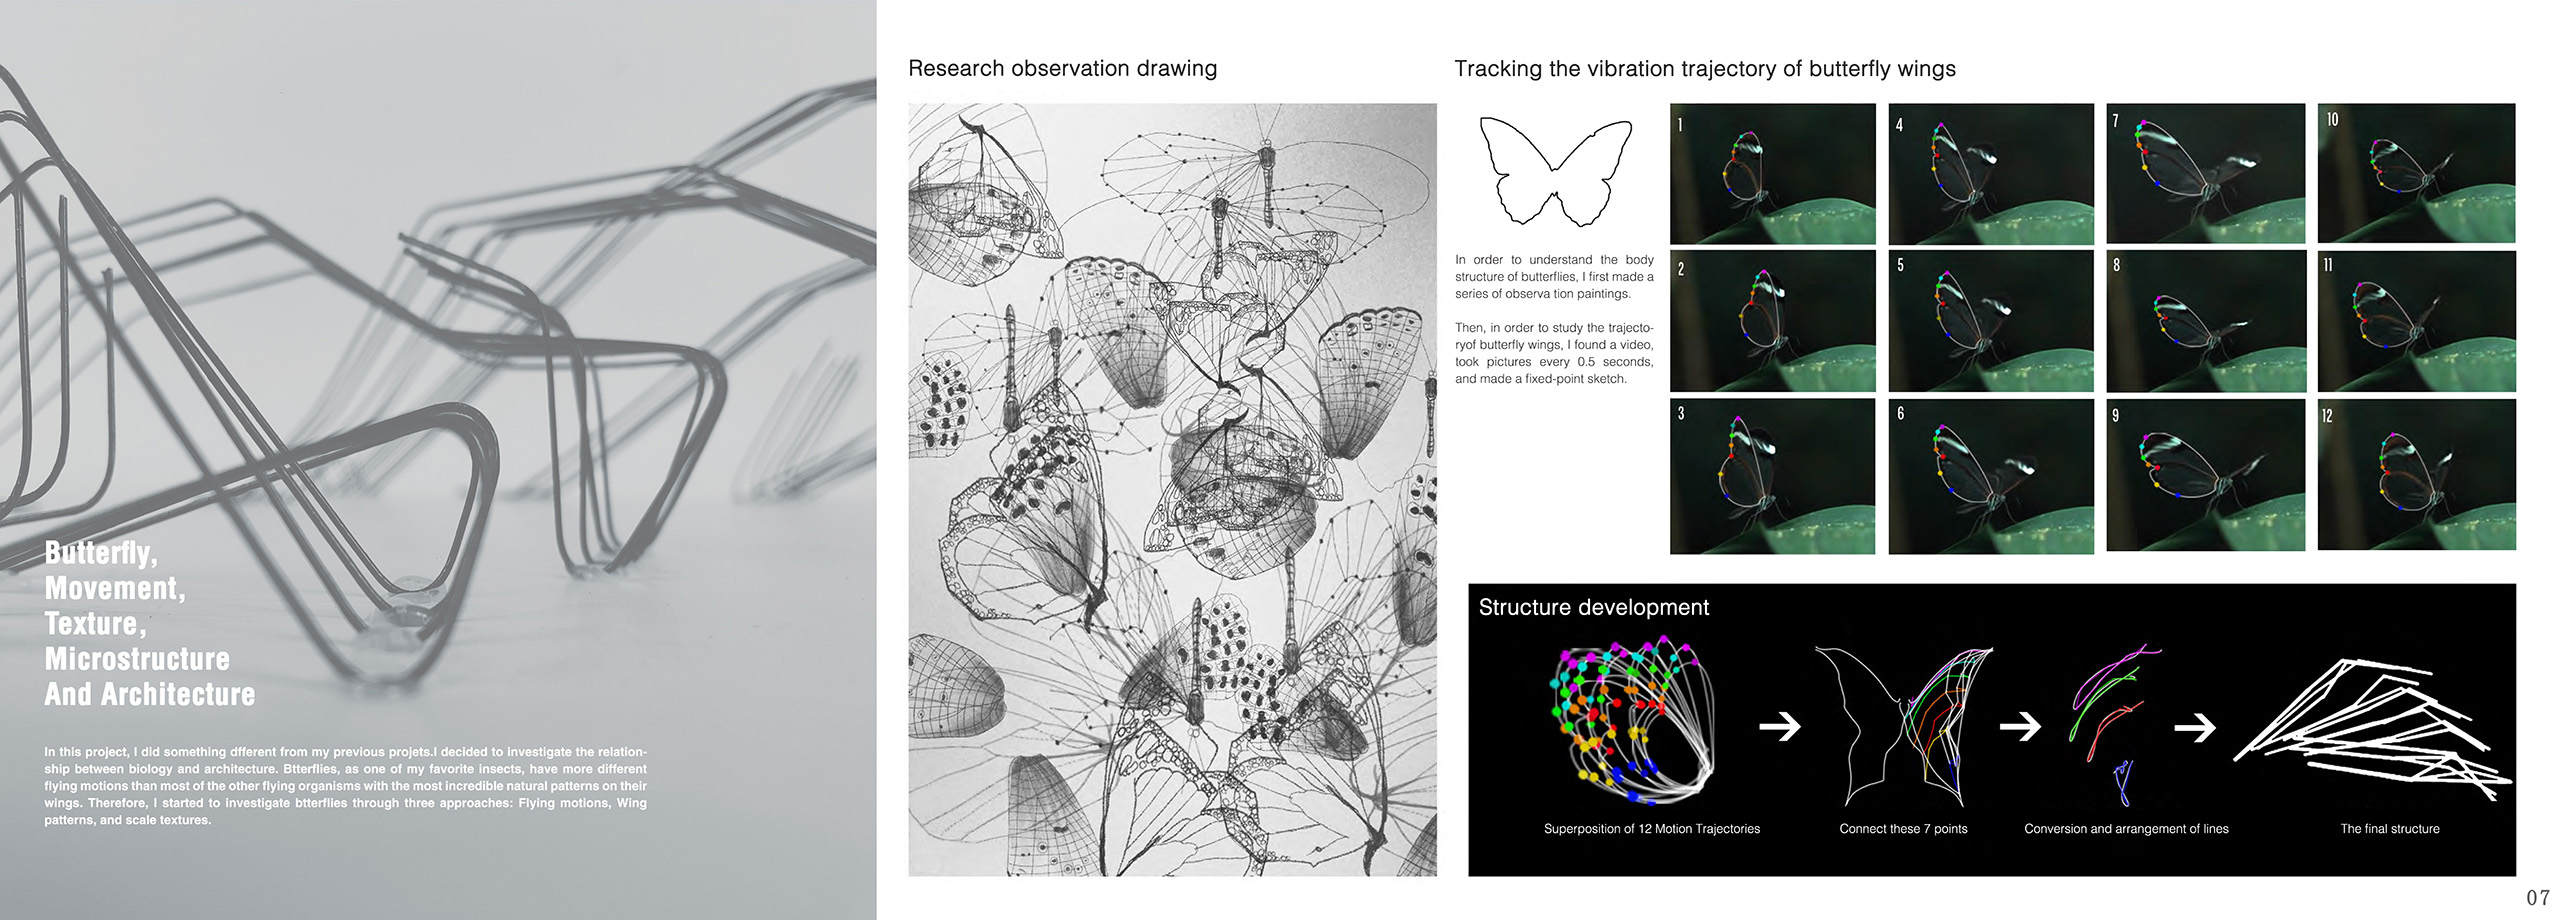 Butterfly,
Movement,
Texture,
Microstructure
And Architecture
In this project, I did something dfferent from my previous projets.I decided to investigate the relation-
ship between biology and architecture. Btterflies, as one of my favorite insects, have more different
flying motions than most of the other flying organisms with the most incredible natural patterns on their
wings. Therefore, I started to investigate btterflies through three approaches: Flying motions, Wing
patterns, and scale textures.
Research observation drawing
Tracking the vibration trajectory of butterfly wings
In order to understand the body
structure of butterflies, I first made a
series of observa tion paintings.
Then, in order to study the trajecto-
ryof butterfly wings, I found a video,
took pictures every 0.5 seconds,
and made a fixed-point sketch.
1
4
7
10
2
5
8
11
3
6
9
12
Structure development
Superposition of 12 Motion Trajectories
Connect these 7 points
Conversion and arrangement of lines
The final structure
07